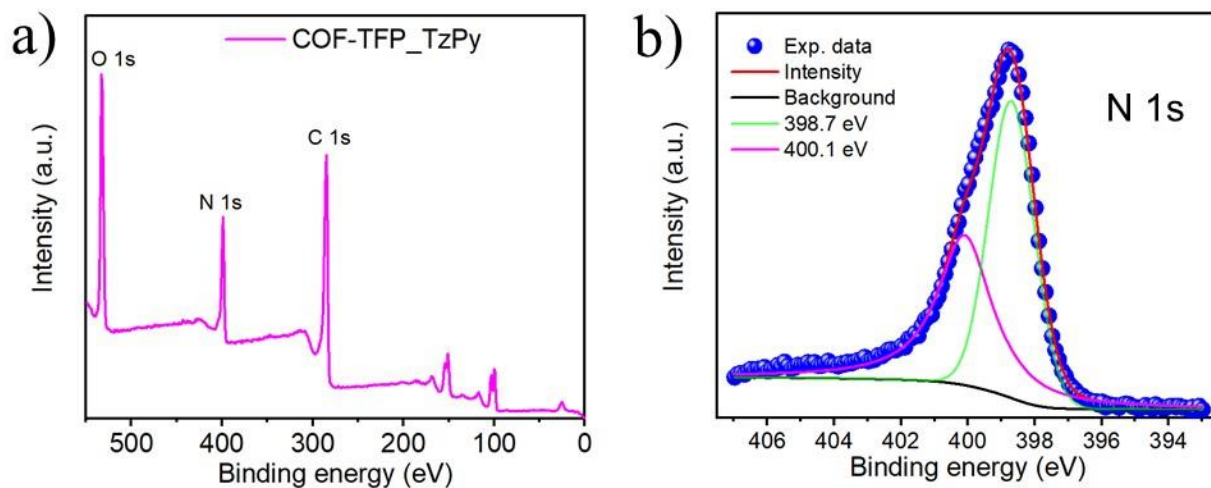 a)
COF-TFP_TzPy
O 1s
N 1s
C 1s
Intensity (a.u.)
500 400 300 200 100 0
Binding energy (eV)
b)
Exp. data
Intensity
Background
398.7 eV
400.1 eV
N 1s
Intensity (a.u.)
406 404 402 400 398 396 394
Binding energy (eV)